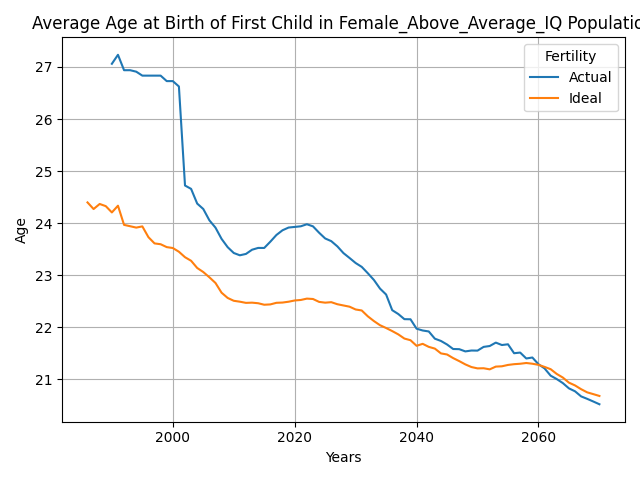 Average Age at Birth of First Child in Female_Above_Average_IQ Populatio
Fertility
Actual
Ideal
27
26
25
24
23
22
21
Age
2000 2020 2040 2060
Years